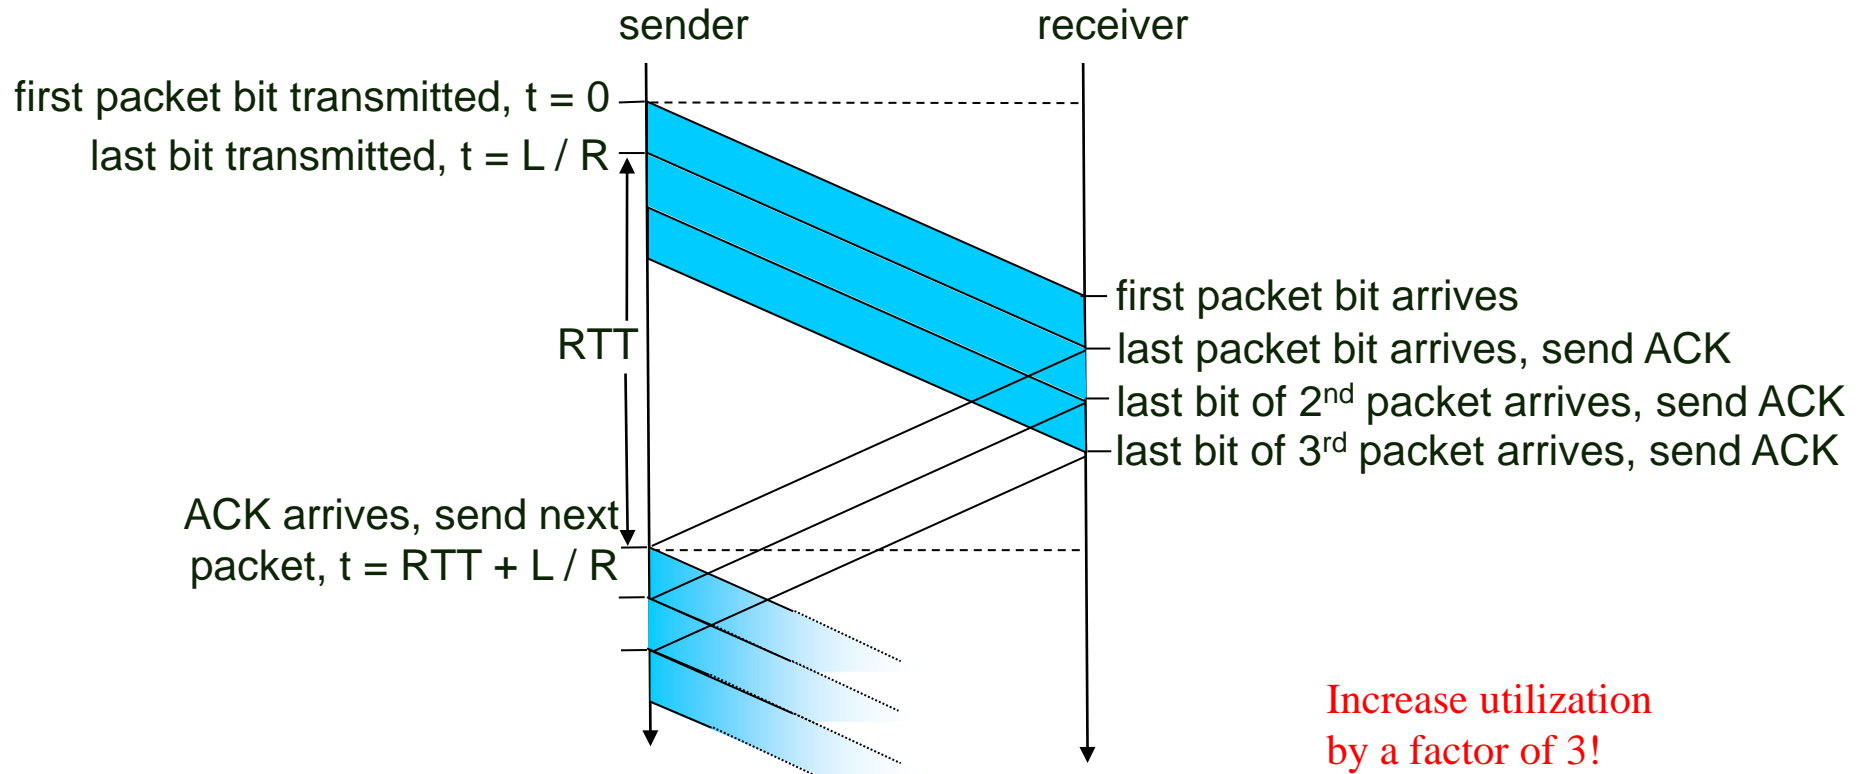 sender
receiver
first packet bit transmitted, t = 0
last bit transmitted, t = L / R
RTT
first packet bit arrives
last packet bit arrives, send ACK
last bit of 2nd packet arrives, send ACK
last bit of 3rd packet arrives, send ACK
ACK arrives, send next
packet, t = RTT + L / R
Increase utilization
by a factor of 3!